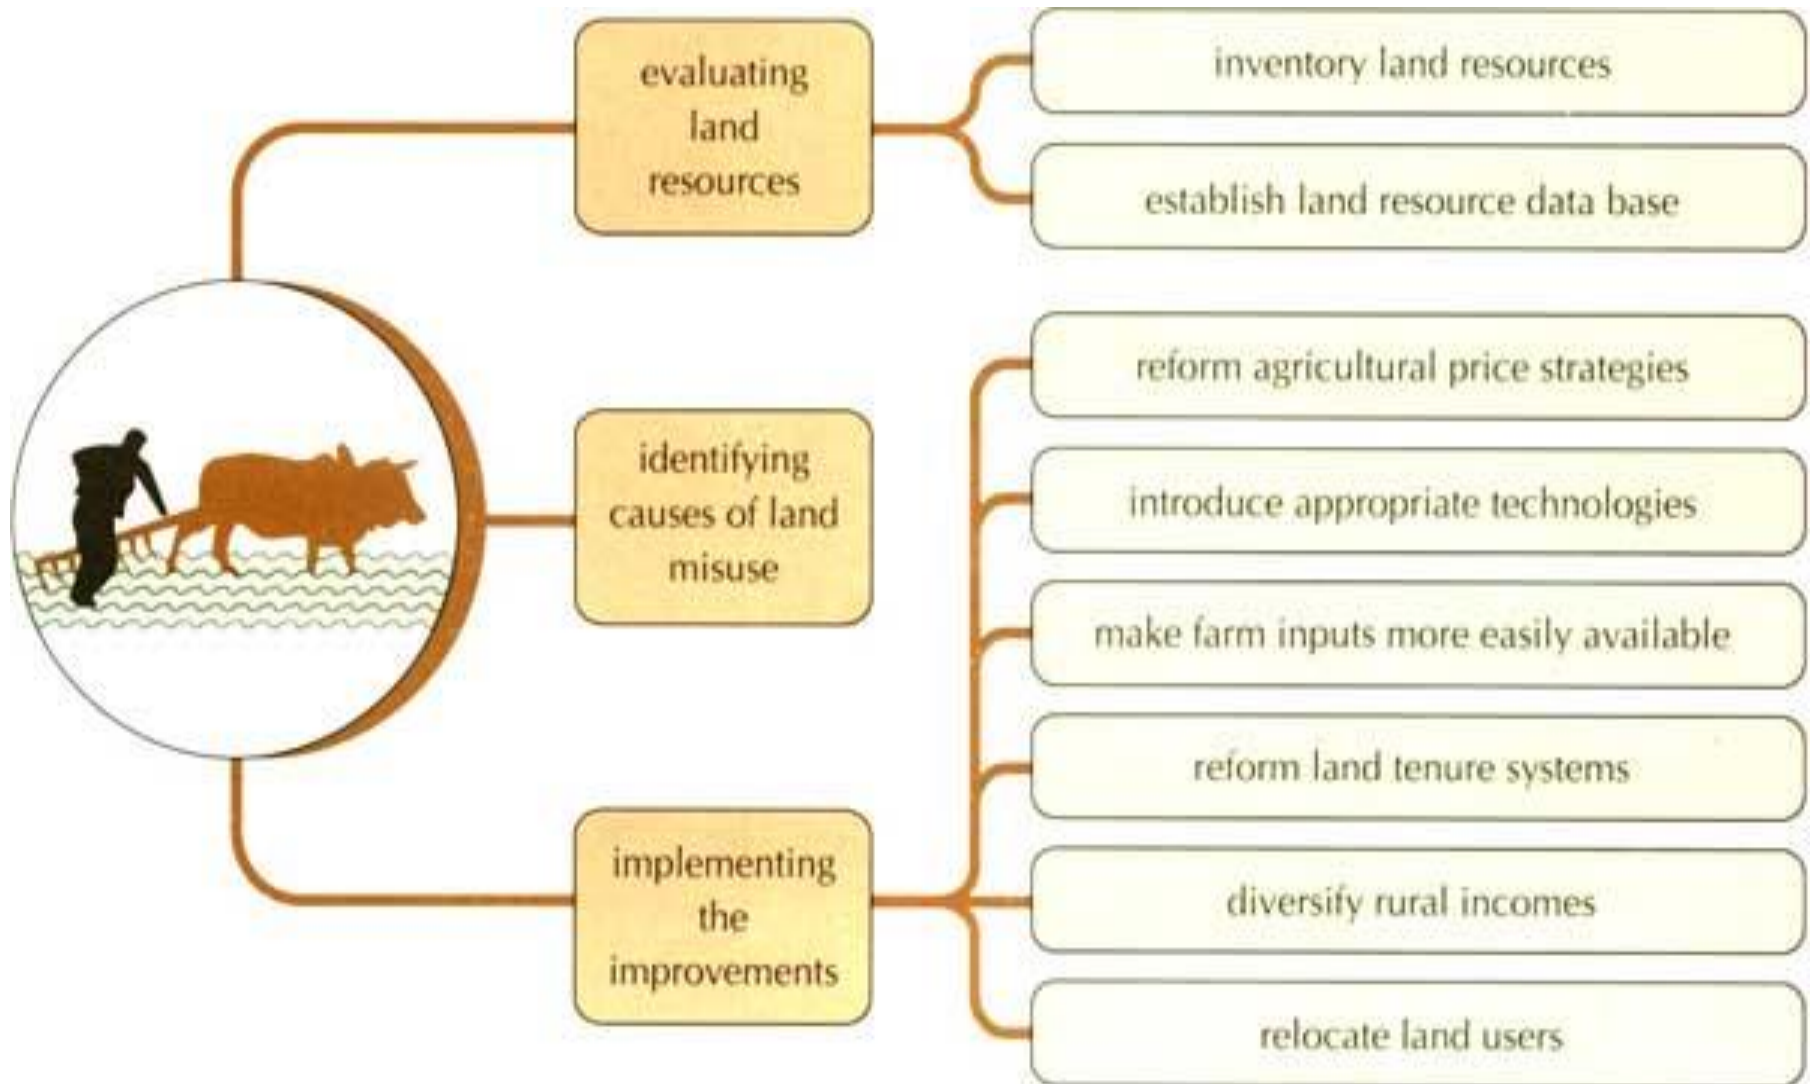 evaluating
land
resources
inventory land resources
establish land resource data base
identifying
causes of land
misuse
implementing
the
improvements
reform agricultural price strategies
introduce appropriate technologies
make farm inputs more easily available
reform land tenure systems
diversify rural incomes
relocate land users